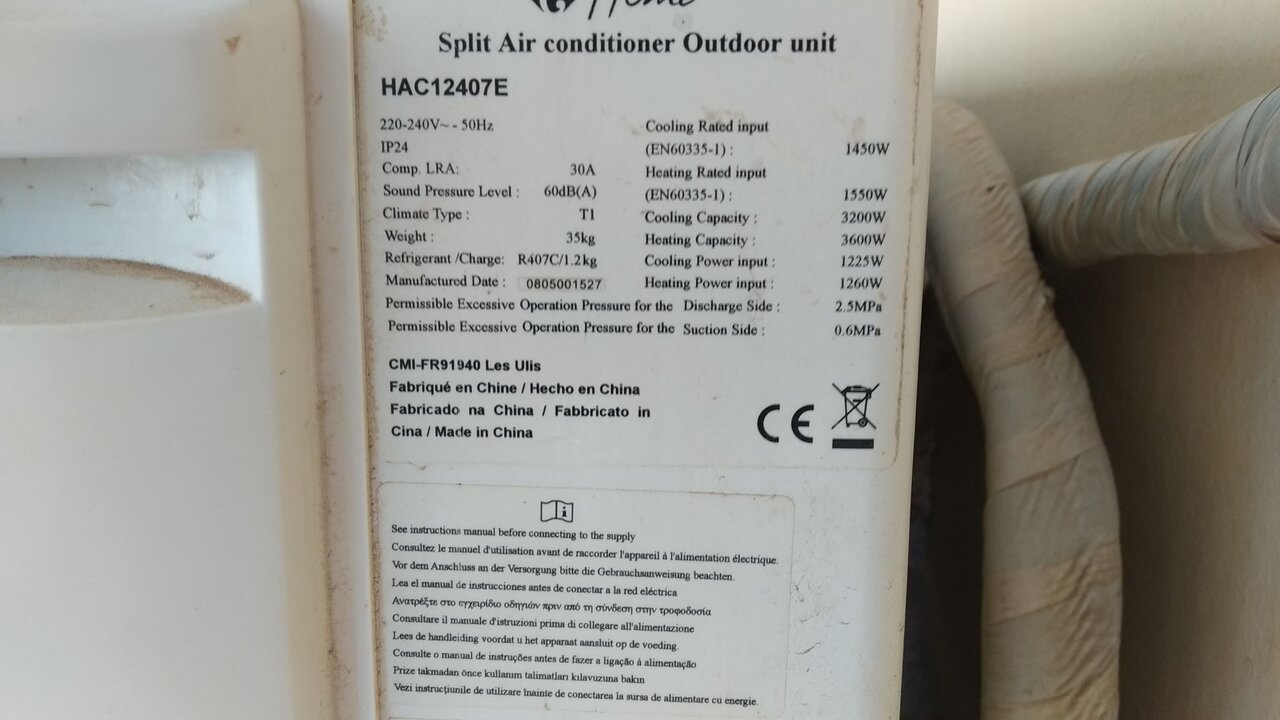 Home
Split Air conditioner Outdoor unit
HAC12407E
220-240V~ - 50Hz
IP24
Comp. LRA: 30A
Sound Pressure Level : 60dB(A)
Climate Type : T1
Weight : 35kg
Refrigerant /Charge: R407C/1.2kg
Manufactured Date : 0805001527
Cooling Rated input
(EN60335-1) : 1450W
Heating Rated input
(EN60335-1) : 1550W
Cooling Capacity : 3200W
Heating Capacity : 3600W
Cooling Power input : 1225W
Heating Power input : 1260W
Permissible Excessive Operation Pressure for the Discharge Side : 2.5MPa
Permissible Excessive Operation Pressure for the Suction Side : 0.6MPa
CMI-FR91940 Les Ulis
Fabriqué en Chine / Hecho en China
Fabricado na China / Fabbricato in
Cina / Made in China
CE
See instructions manual before connecting to the supply
Consultez le manuel d'utilisation avant de raccorder l'appareil à l'alimentation électrique.
Vor dem Anschluss an der Versorgung bitte die Gebrauchsanweisung beachten.
Lea el manual de instrucciones antes de conectar a la red eléctrica
Ανατρέξτε στο εγχειρίδιο οδηγιών πριν από τη σύνδεση στην τροφοδοσία
Consultare il manuale d'istruzioni prima di collegare all'alimentazione
Lees de handleiding voordat u het apparaat aansluit op de voeding.
Consulte o manual de instruções antes de fazer a ligação à alimentação
Prize takmadan önce kullanım talimatları kılavuzuna bakın
Vezi instrucțiunile de utilizare înainte de conectarea la sursa de alimentare cu energie.